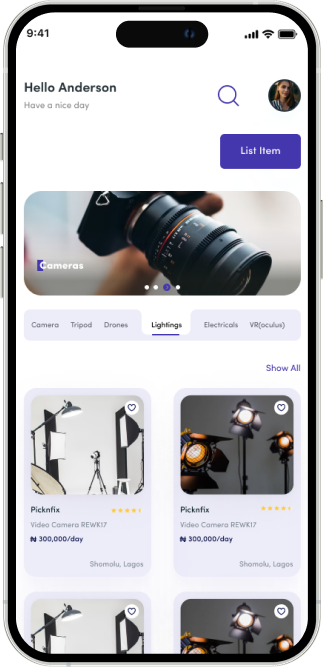 9:41
Hello Anderson
Have a nice day
List Item
Cameras
Camera Tripod Drones Lightings Electricals VR(oculus)
Show All
Picknfix
Video Camera REWK17
₦ 300,000/day
Shomolu, Lagos
Picknfix
Video Camera REWK17
₦ 300,000/day
Shomolu, Lagos